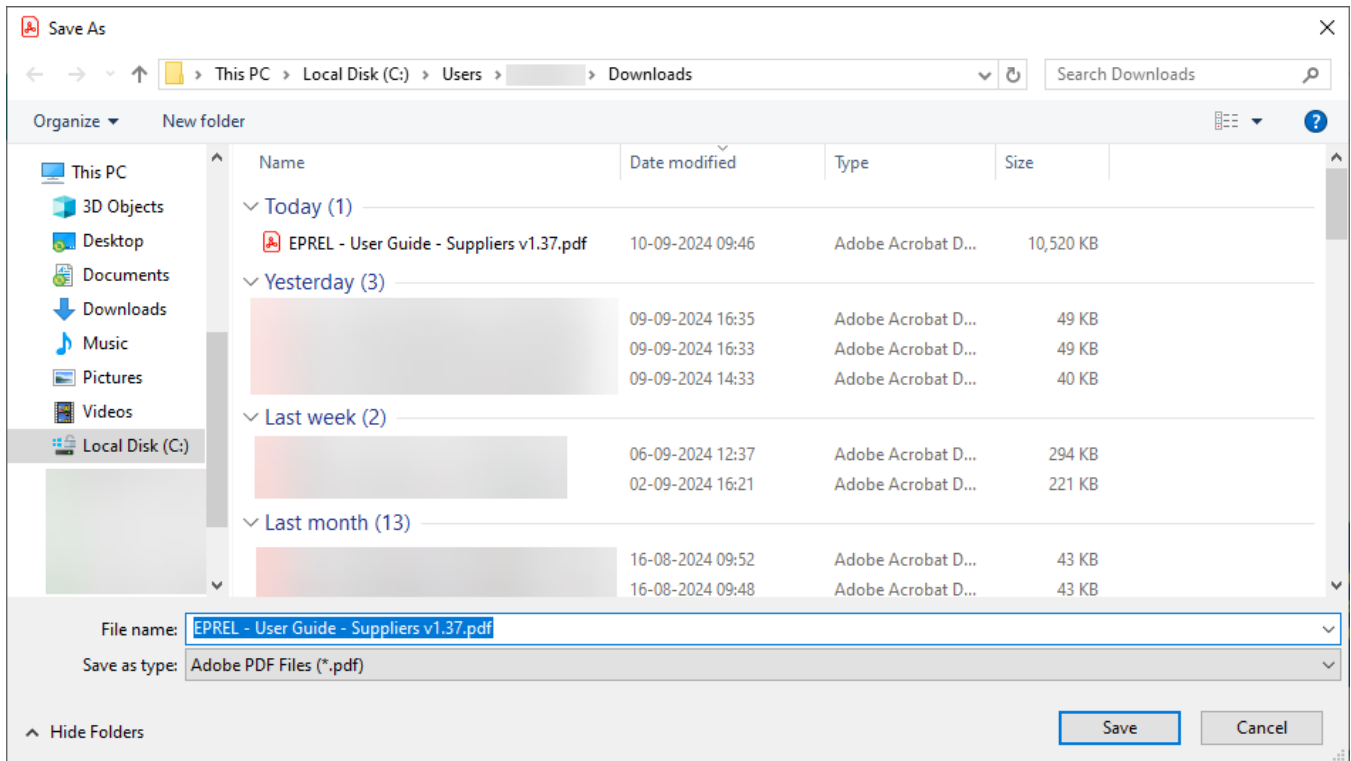 Save As
This PC > Local Disk (C:) > Users > > Downloads
Search Downloads
Organize
New folder
This PC
3D Objects
Desktop
Documents
Downloads
Music
Pictures
Videos
Local Disk (C:)
Name Date modified Type Size
Today (1)
EPREL - User Guide - Suppliers v1.37.pdf 10-09-2024 09:46 Adobe Acrobat D... 10,520 KB
Yesterday (3)
09-09-2024 16:35 Adobe Acrobat D... 49 KB
09-09-2024 16:33 Adobe Acrobat D... 49 KB
09-09-2024 14:33 Adobe Acrobat D... 40 KB
Last week (2)
06-09-2024 12:37 Adobe Acrobat D... 294 KB
02-09-2024 16:21 Adobe Acrobat D... 221 KB
Last month (13)
16-08-2024 09:52 Adobe Acrobat D... 43 KB
16-08-2024 09:48 Adobe Acrobat D... 43 KB
File name: EPREL - User Guide - Suppliers v1.37.pdf
Save as type: Adobe PDF Files (*.pdf)
Hide Folders
Save
Cancel